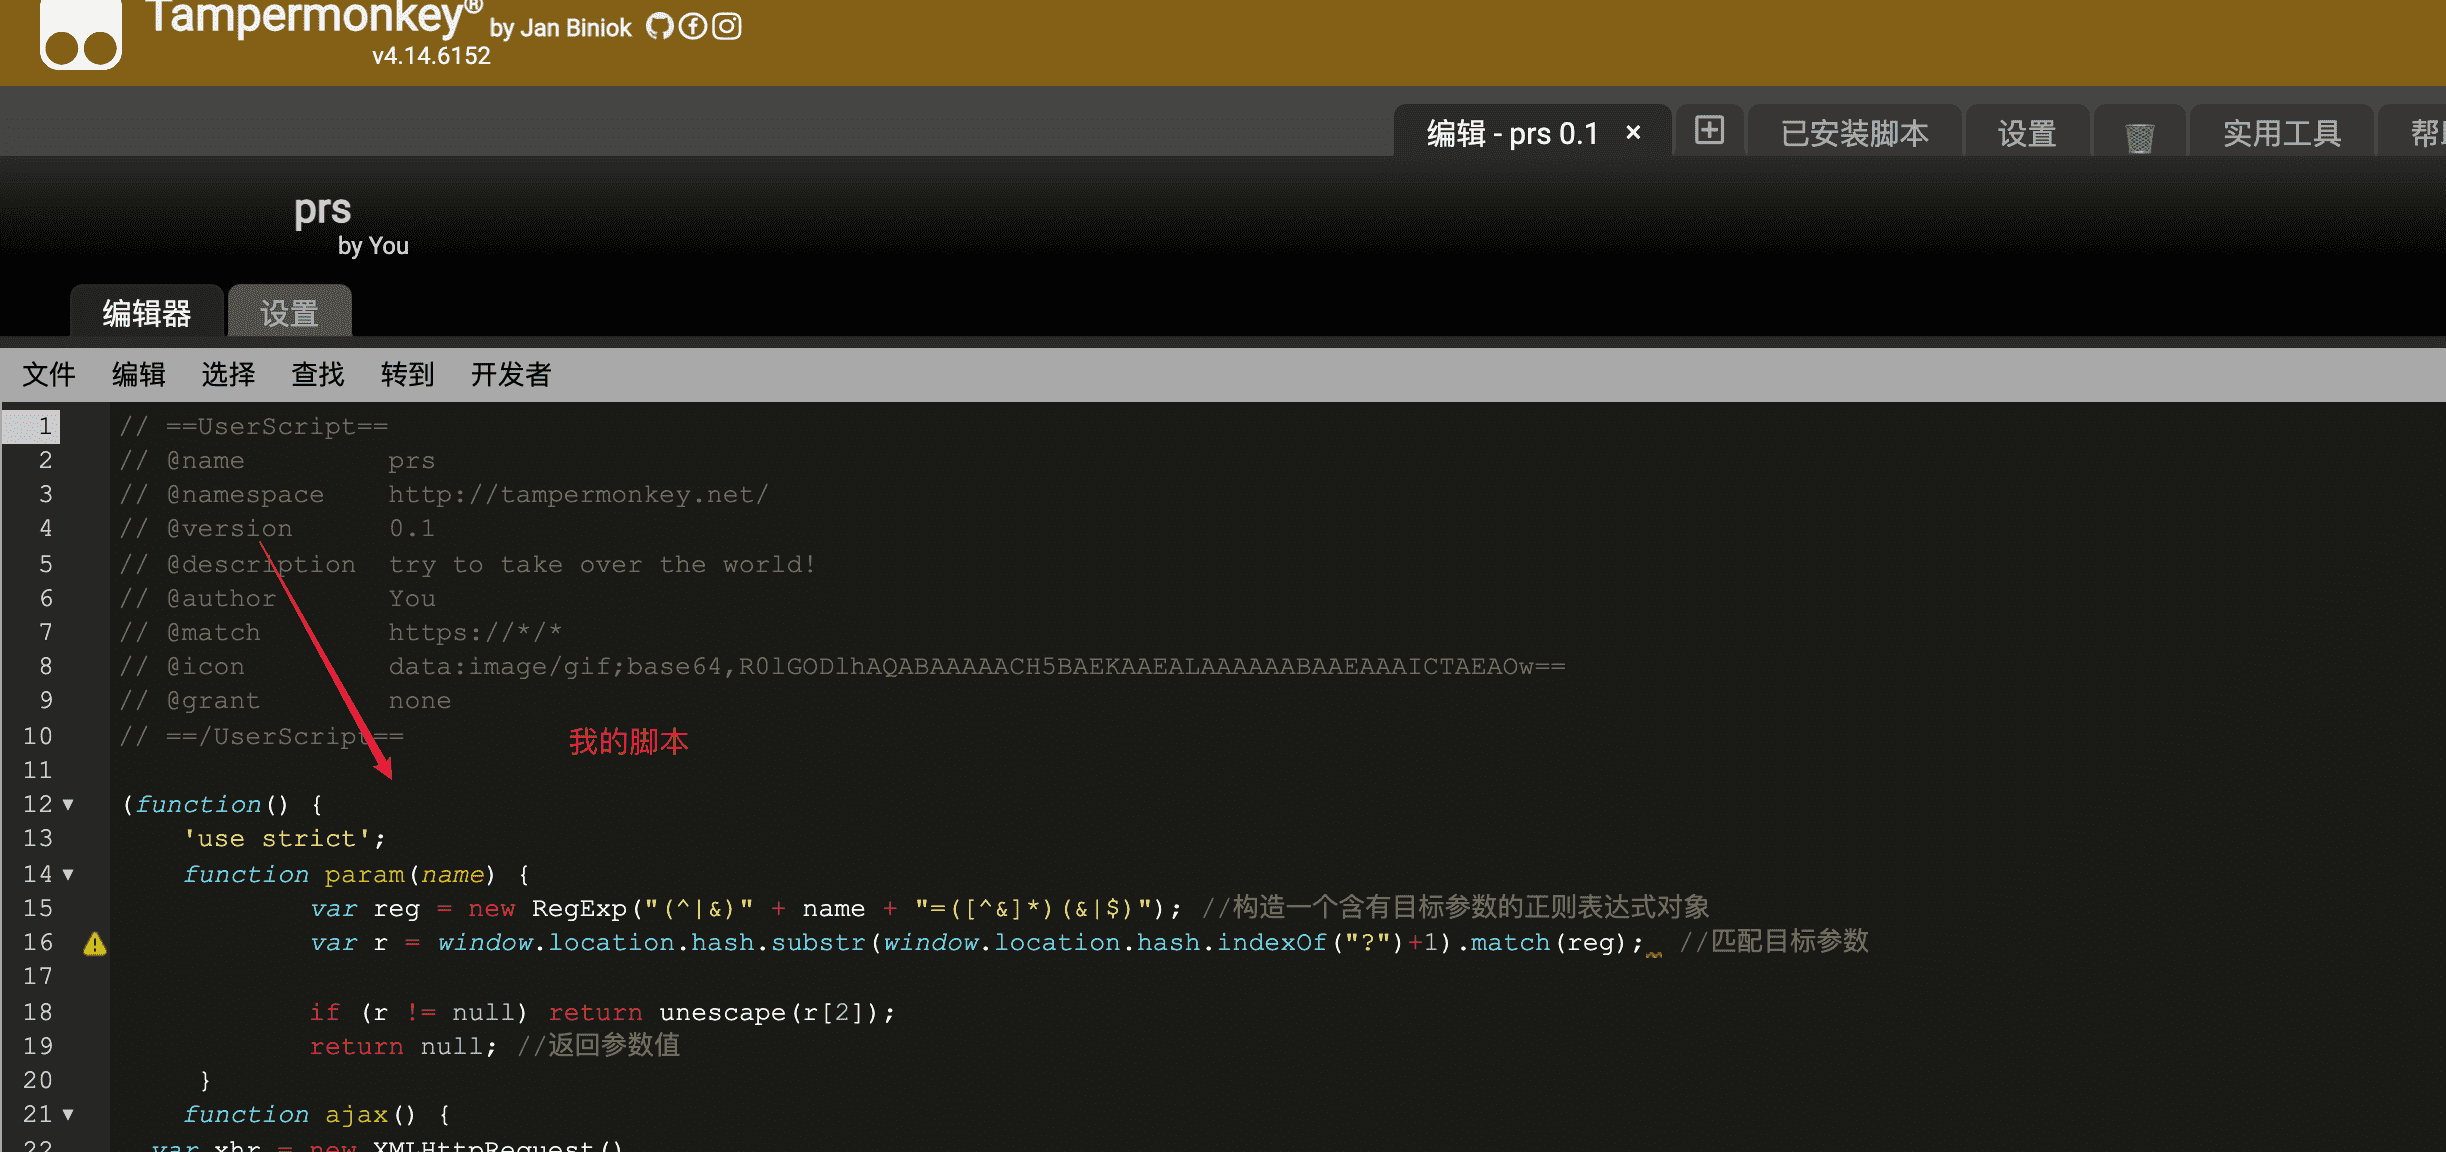 Tampermonkey® by Jan Biniok
v4.14.6152
编辑 - prs 0.1 × 已安装脚本 设置 实用工具
prs
by You
编辑器 设置
文件 编辑 选择 查找 转到 开发者
1 // ==UserScript==
2 // @name prs
3 // @namespace http://tampermonkey.net/
4 // @version 0.1
5 // @description try to take over the world!
6 // @author You
7 // @match https://*/*
8 // @icon data:image/gif;base64,R0lGODlhAQABAAAAACH5BAEKAAEALAAAAAABAAEAAAICTAEAOw==
9 // @grant none
10 // ==/UserScript==
我的脚本
11
12 (function() {
13 'use strict';
14 function param(name) {
15 var reg = new RegExp("(^|&)" + name + "=([^&]*)(&|$)"); //构造一个含有目标参数的正则表达式对象
16 var r = window.location.hash.substr(window.location.hash.indexOf("?")+1).match(reg); //匹配目标参数
17
18 if (r != null) return unescape(r[2]);
19 return null; //返回参数值
20 }
21 function ajax() {
22 var xhr = new XMLHttpRequest()